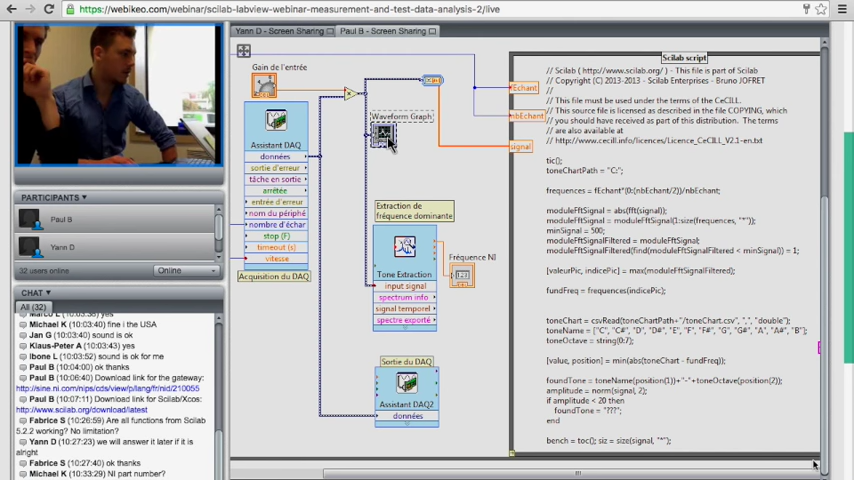 https://www.webikeo.com/webinar/scilab-labview-webinar-measurement-and-test-data-analysis-2/live
Yann D - Screen Sharing
Paul B - Screen Sharing
PARTICIPANTS
Paul B
Yann D
32 users online
Online
CHAT
All (32)
Michael K (10:03:40) fine i the USA
Jan G (10:03:40) sound is ok
Klaus-Peter A (10:03:43) yes
Ibone L (10:03:52) sound is ok for me
Paul B (10:04:00) ok thanks
Paul B (10:06:40) Download link for the gateway:
http://sine.ni.com/nips/cds/view/p/lang/fr/nid/210055
Paul B (10:07:11) Download link for Scilab/Xcos:
http://www.scilab.org/download/latest
Fabrice S (10:26:59) Are all functions from Scilab
5.2.2 working? No limitation?
Yann D (10:27:23) we will answer it later if it is
alright
Fabrice S (10:27:40) ok thanks
Michael K (10:33:29) NI part number?
Gain de l'entrée
Assistant DAQ
données
sortie d'erreur
tâche en sortie
arrêtée
entrée d'erreur
nom du périphé
nombre d'échar
stop (F)
timeout (s)
vitesse
Acquisition du DAQ
Waveform Graph
Extraction de
fréquence dominante
Tone Extraction
input signal
spectrum info
signal temporel
spectre exporté
Fréquence NI
123
Sortie du DAQ
Assistant DAQ2
données
fEchant
nbEchant
signal
Scilab script
// Scilab ( http://www.scilab.org/ ) - This file is part of Scilab
// Copyright (C) 2013-2013 - Scilab Enterprises - Bruno JOFRET
//
// This file must be used under the terms of the CeCILL.
// This source file is licensed as described in the file COPYING, which
// you should have received as part of this distribution. The terms
// are also available at
// http://www.cecill.info/licences/Licence_CeCILL_V2.1-en.txt
tic();
toneChartPath = "C:";
frequences = fEchant*(0:(nbEchant/2))/nbEchant;
moduleFftSignal = abs(fft(signal));
moduleFftSignal = moduleFftSignal(1:size(frequences, "*"));
minSignal = 500;
moduleFftSignalFiltered = moduleFftSignal;
moduleFftSignalFiltered(find(moduleFftSignalFiltered < minSignal)) = 1;
[valeurPic, indicePic] = max(moduleFftSignalFiltered);
fundFreq = frequences(indicePic);
toneChart = csvRead(toneChartPath+"/toneChart.csv", ",", "double");
toneName = ["C", "C#", "D", "D#", "E", "F", "F#", "G", "G#", "A", "A#", "B"];
toneOctave = string(0:7);
[value, position] = min(abs(toneChart - fundFreq));
foundTone = toneName(position(1))+"-"+toneOctave(position(2));
amplitude = norm(signal, 2);
if amplitude < 20 then
foundTone = "???";
end
bench = toc(); siz = size(signal, "*");